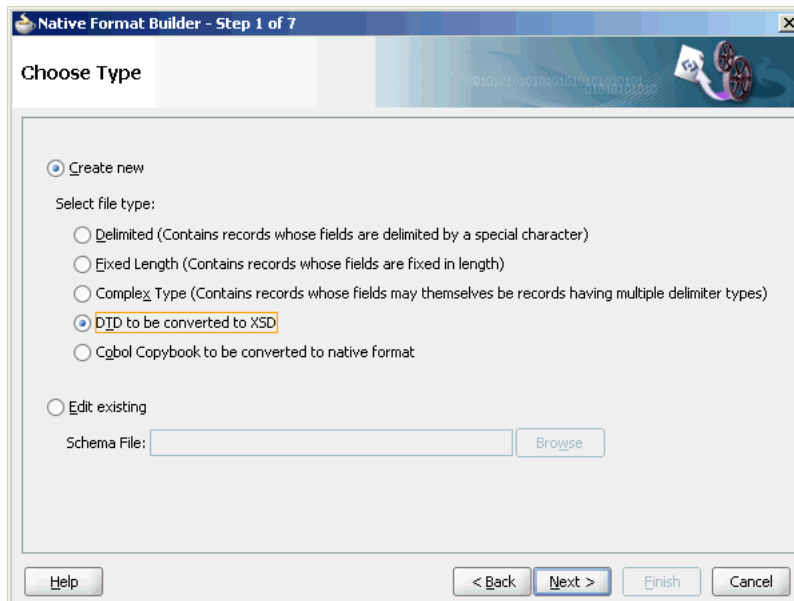 Native Format Builder - Step 1 of 7
Choose Type
Create new
Select file type:
Delimited (Contains records whose fields are delimited by a special character)
Fixed Length (Contains records whose fields are fixed in length)
Complex Type (Contains records whose fields may themselves be records having multiple delimiter types)
DTD to be converted to XSD
Cobol Copybook to be converted to native format
Edit existing
Schema File: Browse
Help < Back Next > Finish Cancel